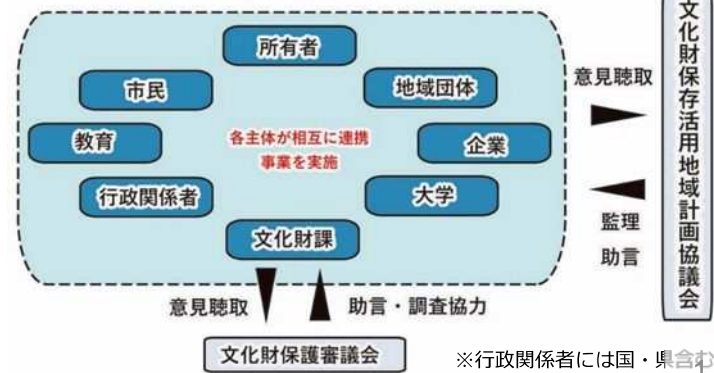 所有者
市民
地域団体
教育
各主体が相互に連携
事業を実施
企業
行政関係者
大学
文化財課
意見聴取
助言・調査協力
文化財保護審議会
意見聴取
監理
助言
文化財保存活用地域計画協議会
※行政関係者には国・県含む